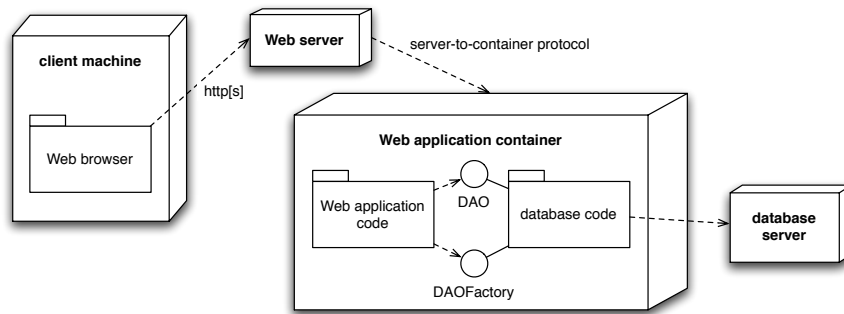 client machine
Web browser
http[s]
Web server
server-to-container protocol
Web application container
Web application
code
DAO
DAOFactory
database code
database
server